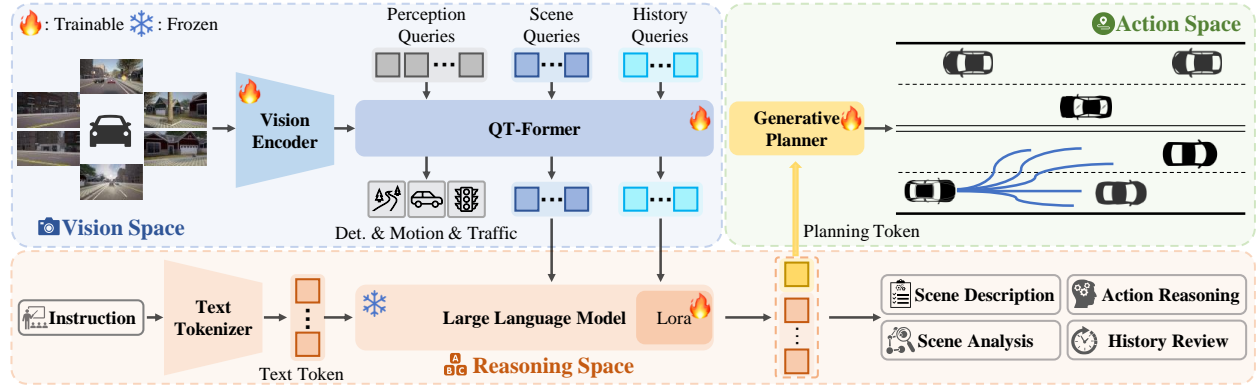 : Trainable
: Frozen
Perception
Queries
Scene
Queries
History
Queries
Action Space
Vision
Encoder
QT-Former
Generative
Planner
Vision Space
Det. & Motion & Traffic
Planning Token
Instruction
Text
Tokenizer
Text Token
Large Language Model
Lora
Reasoning Space
A
B C
Scene Description
Action Reasoning
Scene Analysis
History Review